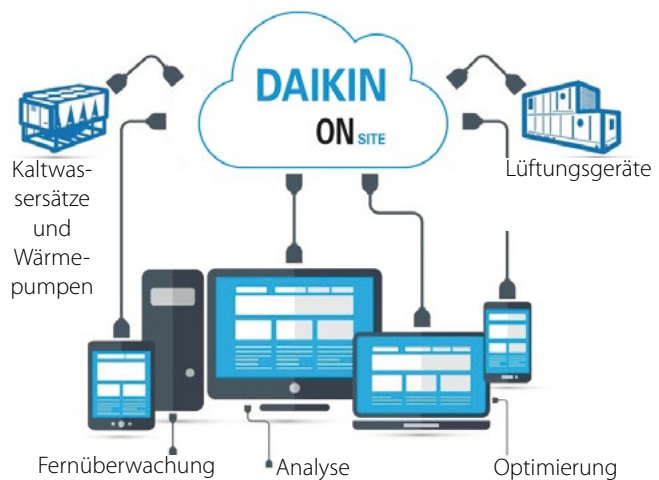 DAIKIN
ON SITE
Kaltwas-
sersätze
und
Wärme-
pumpen
Lüftungsgeräte
Fernüberwachung
Analyse
Optimierung